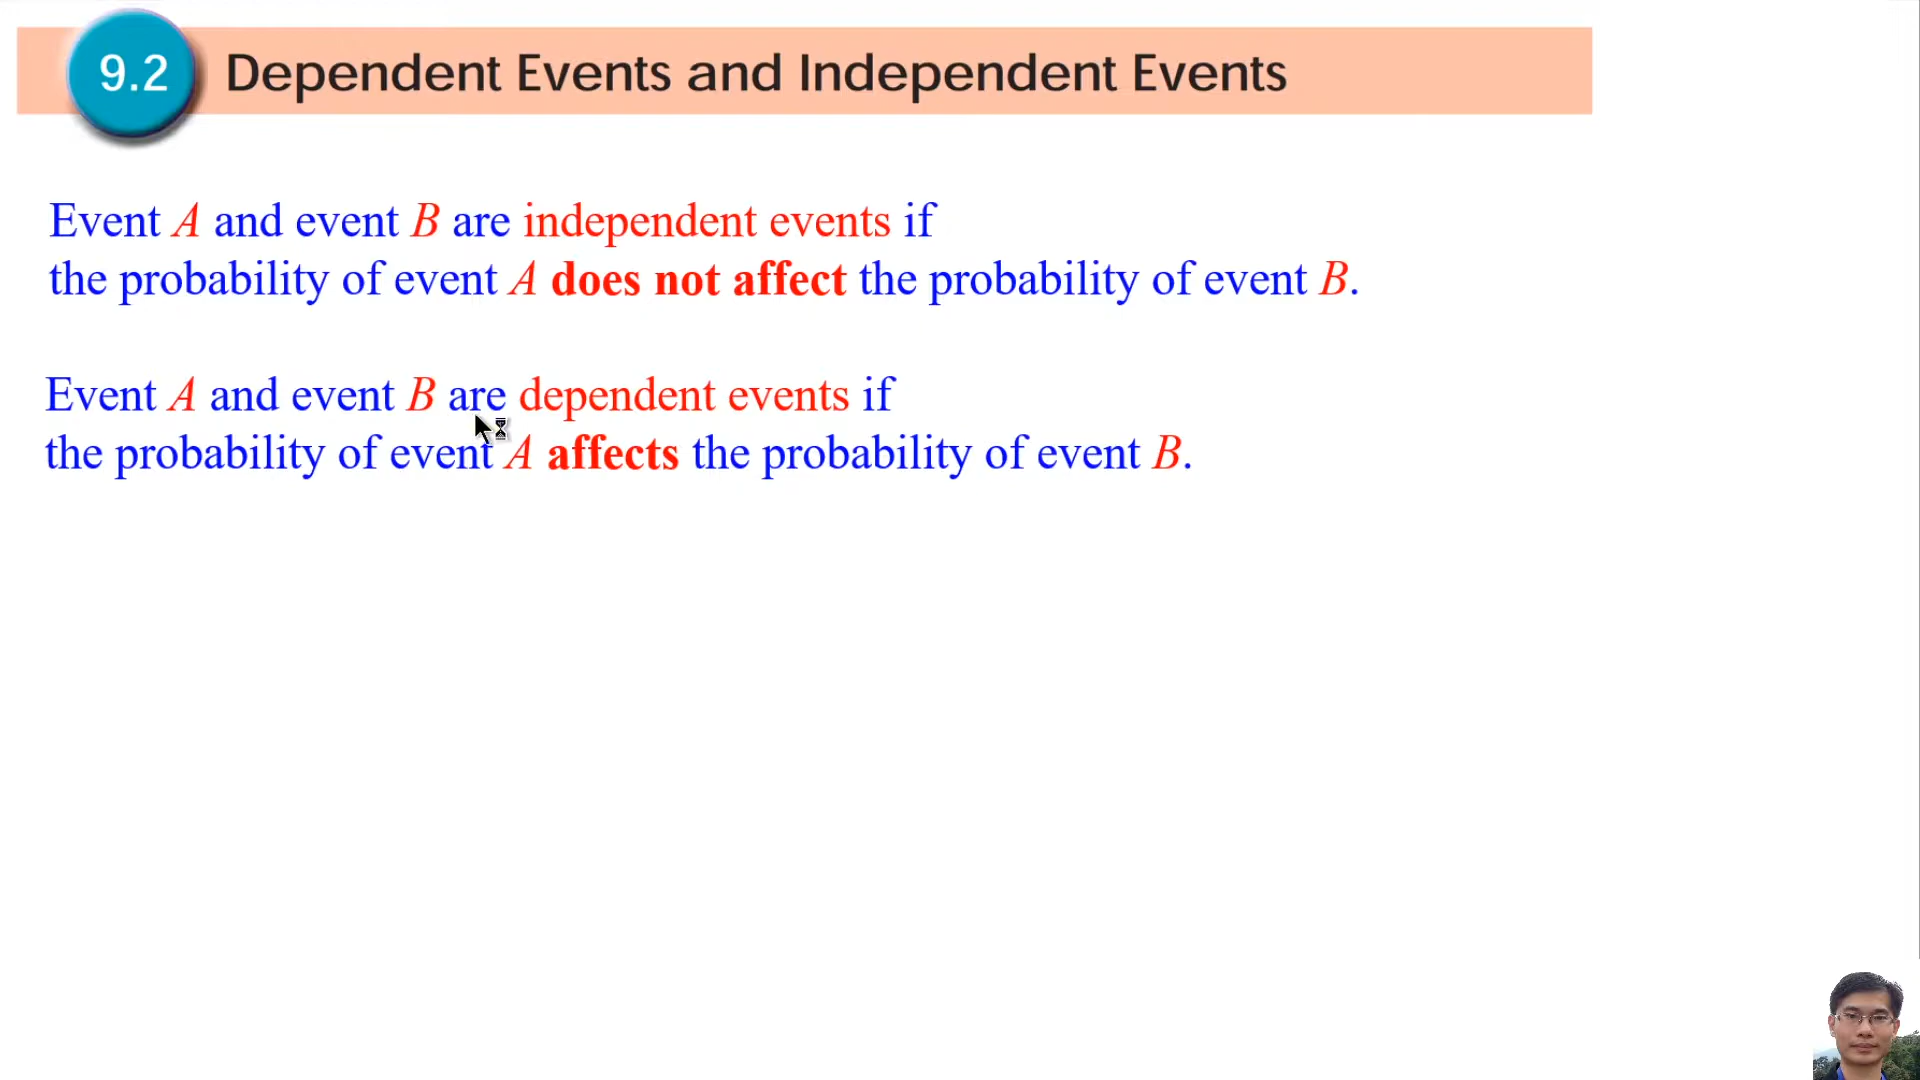 9.2 Dependent Events and Independent Events
Event A and event B are independent events if
the probability of event A does not affect the probability of event B.
Event A and event B are dependent events if
the probability of event A affects the probability of event B.